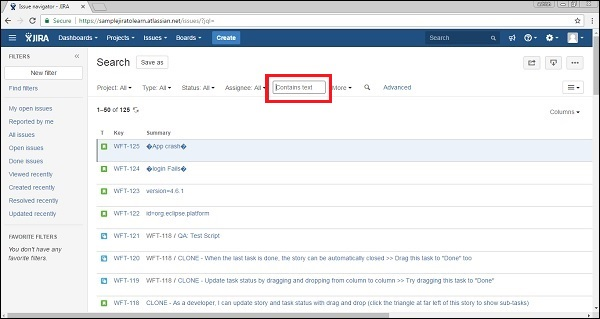 Issue navigator - JIRA
Secure | https://samplejiratolearn.atlassian.net/issues/?jql=
JIRA Dashboards Projects Issues Boards Create Search
FILTERS
New filter
Find filters
My open issues
Reported by me
All issues
Open issues
Done issues
Viewed recently
Created recently
Resolved recently
Updated recently
FAVORITE FILTERS
You don't have any
favorite filters.
Search Save as
Project: All Type: All Status: All Assignee: All Contains text More Advanced
1–50 of 125
Columns
T Key Summary
WFT-125 �App crash�
WFT-124 �login Fails�
WFT-123 version=4.6.1
WFT-122 id=org.eclipse.platform
WFT-121 WFT-118 / QA: Test Script
WFT-120 WFT-118 / CLONE - When the last task is done, the story can be automatically closed >> Drag this task to "Done" too
WFT-119 WFT-118 / CLONE - Update task status by dragging and dropping from column to column >> Try dragging this task to "Done"
WFT-118 CLONE - As a developer, I can update story and task status with drag and drop (click the triangle at far left of this story to show sub-tasks)